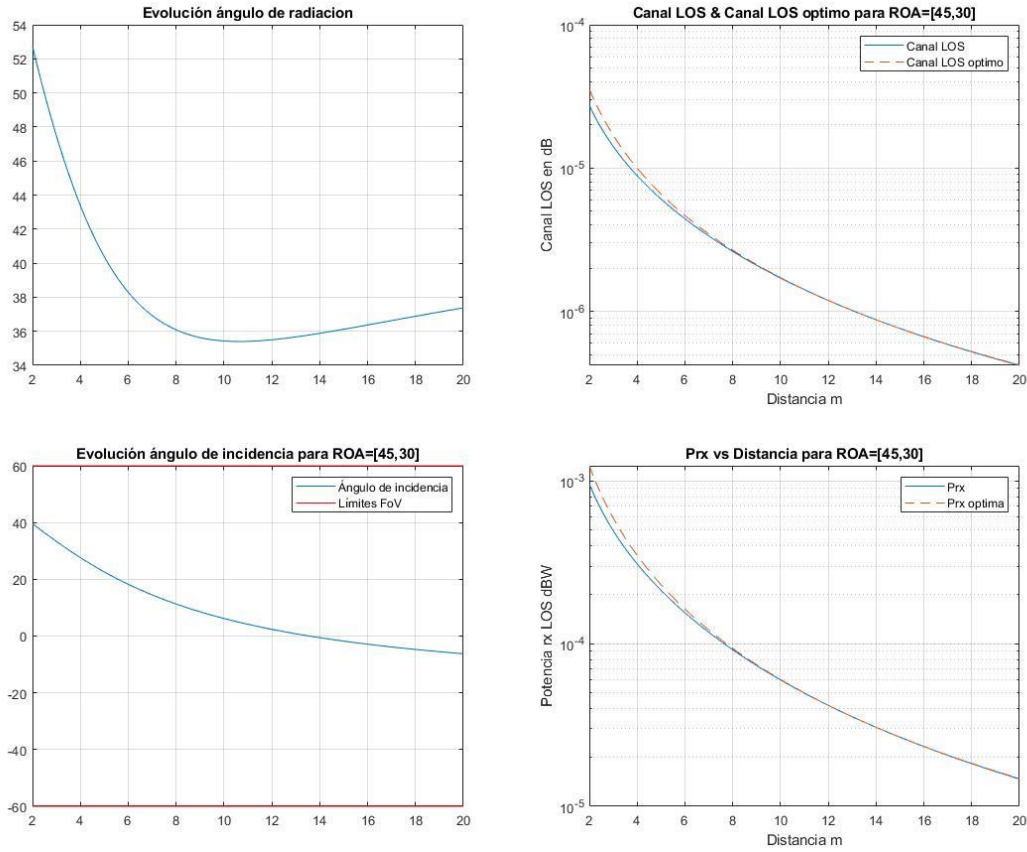 Evolución ángulo de radiacion
54
52
50
48
46
44
42
40
38
36
34
2 4 6 8 10 12 14 16 18 20
Canal LOS & Canal LOS optimo para ROA=[45,30]
Canal LOS
Canal LOS optimo
Canal LOS en dB
10-4
10-5
10-6
2 4 6 8 10 12 14 16 18 20
Distancia m
Evolución ángulo de incidencia para ROA=[45,30]
Ángulo de incidencia
Límites FoV
60
40
20
0
-20
-40
-60
2 4 6 8 10 12 14 16 18 20
Prx vs Distancia para ROA=[45,30]
Prx
Prx optima
Potencia rx LOS dBW
10-3
10-4
10-5
2 4 6 8 10 12 14 16 18 20
Distancia m